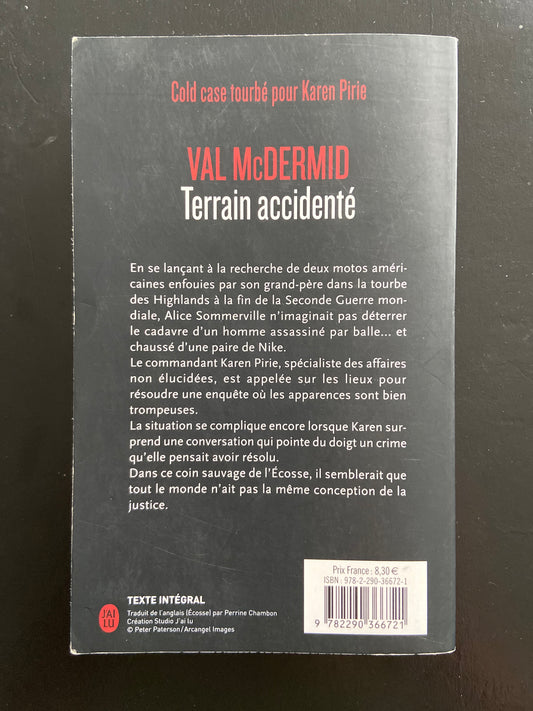 Cold case tourbé pour Karen Pirie
VAL McDERMID
Terrain accidenté
En se lançant à la recherche de deux motos améri-
caines enfouies par son grand-père dans la tourbe
des Highlands à la fin de la Seconde Guerre mon-
diale, Alice Sommerville n'imaginait pas déterrer
le cadavre d'un homme assassiné par balle... et
chaussé d'une paire de Nike.
Le commandant Karen Pirie, spécialiste des affaires
non élucidées, est appelée sur les lieux pour
résoudre une enquête où les apparences sont bien
trompeuses.
La situation se complique encore lorsque Karen sur-
prend une conversation qui pointe du doigt un crime
qu'elle pensait avoir résolu.
Dans ce coin sauvage de l'Écosse, il semblerait que
tout le monde n'ait pas la même conception de la
justice.
Prix France : 8,30 €
ISBN : 978-2-290-36672-1
9 782290 366721
J'AI
LU
TEXTE INTÉGRAL
Traduit de l'anglais (Écosse) par Perrine Chambon
Création Studio J'ai lu
© Peter Paterson / Arcangel Images